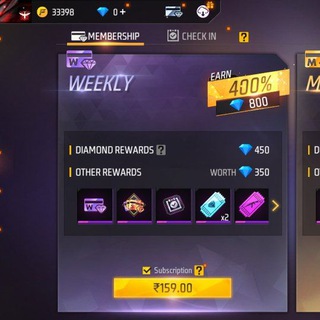 33398 0 +
MEMBERSHIP CHECK IN ?
W
WEEKLY
EARN
400%
800
DIAMOND REWARDS ? 450
OTHER REWARDS WORTH 350
W x2
Subscription ?
₹159.00
M
M
D
O